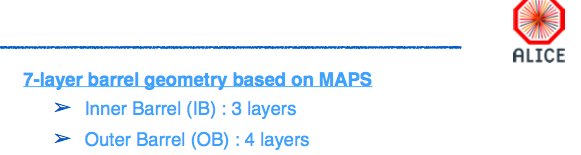 ALICE
7-layer barrel geometry based on MAPS
➢ Inner Barrel (IB) : 3 layers
➢ Outer Barrel (OB) : 4 layers